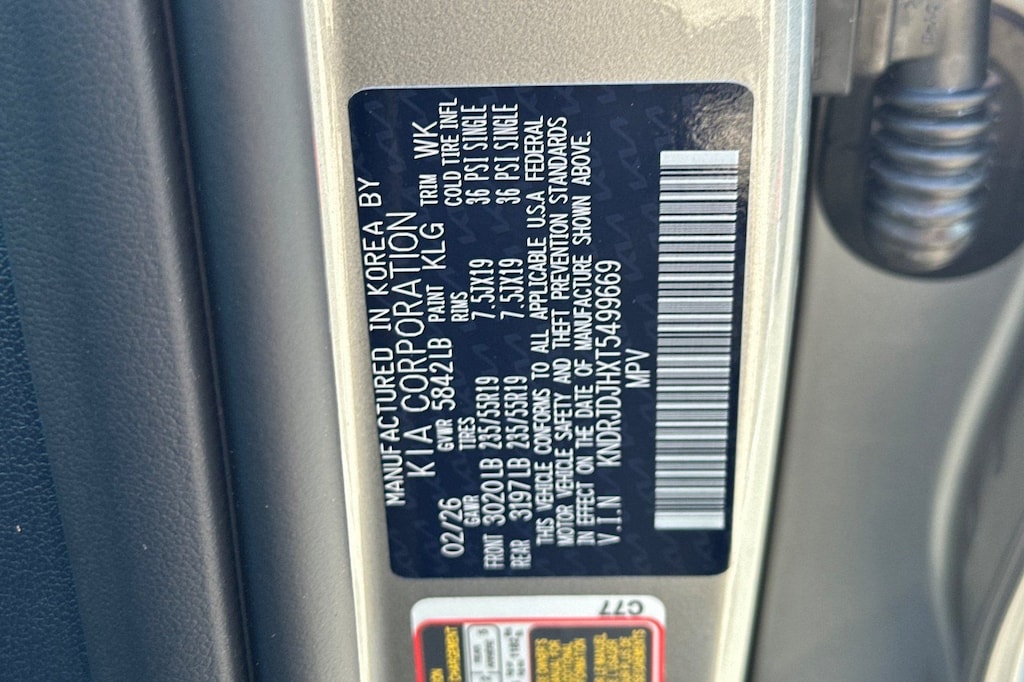 MANUFACTURED IN KOREA BY
KIA CORPORATION
02/26 GVWR 5842LB PAINT KLG TRIM WK
GAWR TIRES RIMS COLD TIRE INFL
FRONT 3020LB 235/55R19 7.5JX19 36 PSI SINGLE
REAR 3197LB 235/55R19 7.5JX19 36 PSI SINGLE
THIS VEHICLE CONFORMS TO ALL APPLICABLE U.S.A FEDERAL
MOTOR VEHICLE SAFETY AND THEFT PREVENTION STANDARDS
IN EFFECT ON THE DATE OF MANUFACTURE SHOWN ABOVE.
V.I.N KNDRJDJHXT5499669
MPV
C77